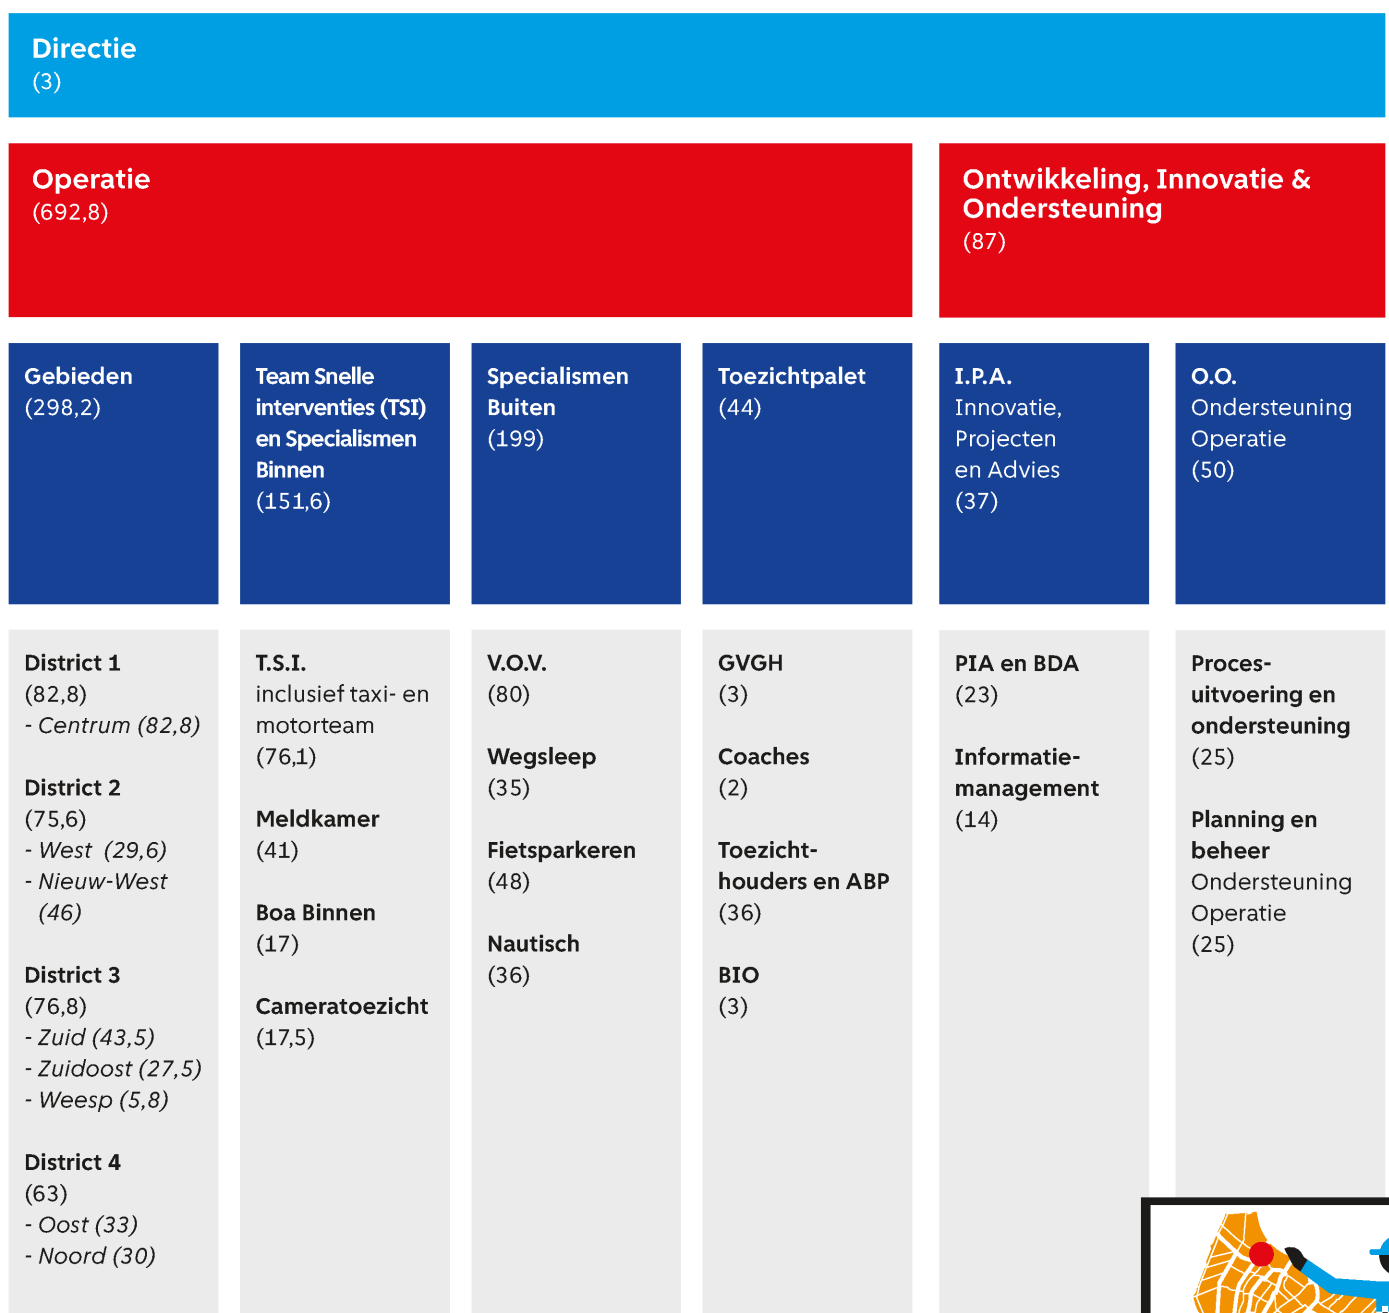 Directie
(3)
Operatie
(692,8)
Ontwikkeling, Innovatie &
Ondersteuning
(87)
Gebieden
(298,2)
Team Snelle
interventies (TSI)
en Specialismen
Binnen
(151,6)
Specialismen
Buiten
(199)
Toezichtpalet
(44)
I.P.A.
Innovatie,
Projecten
en Advies
(37)
O.O.
Ondersteuning
Operatie
(50)
District 1
(82,8)
- Centrum (82,8)
District 2
(75,6)
- West (29,6)
- Nieuw-West
(46)
District 3
(76,8)
- Zuid (43,5)
- Zuidoost (27,5)
- Weesp (5,8)
District 4
(63)
- Oost (33)
- Noord (30)
T.S.I.
inclusief taxi- en
motorteam
(76,1)
Meldkamer
(41)
Boa Binnen
(17)
Cameratoezicht
(17,5)
V.O.V.
(80)
Wegsleep
(35)
Fietsparkeren
(48)
Nautisch
(36)
GVGH
(3)
Coaches
(2)
Toezicht-
houders en ABP
(36)
BIO
(3)
PIA en BDA
(23)
Informatie-
management
(14)
Proces-
uitvoering en
ondersteuning
(25)
Planning en
beheer
Ondersteuning
Operatie
(25)